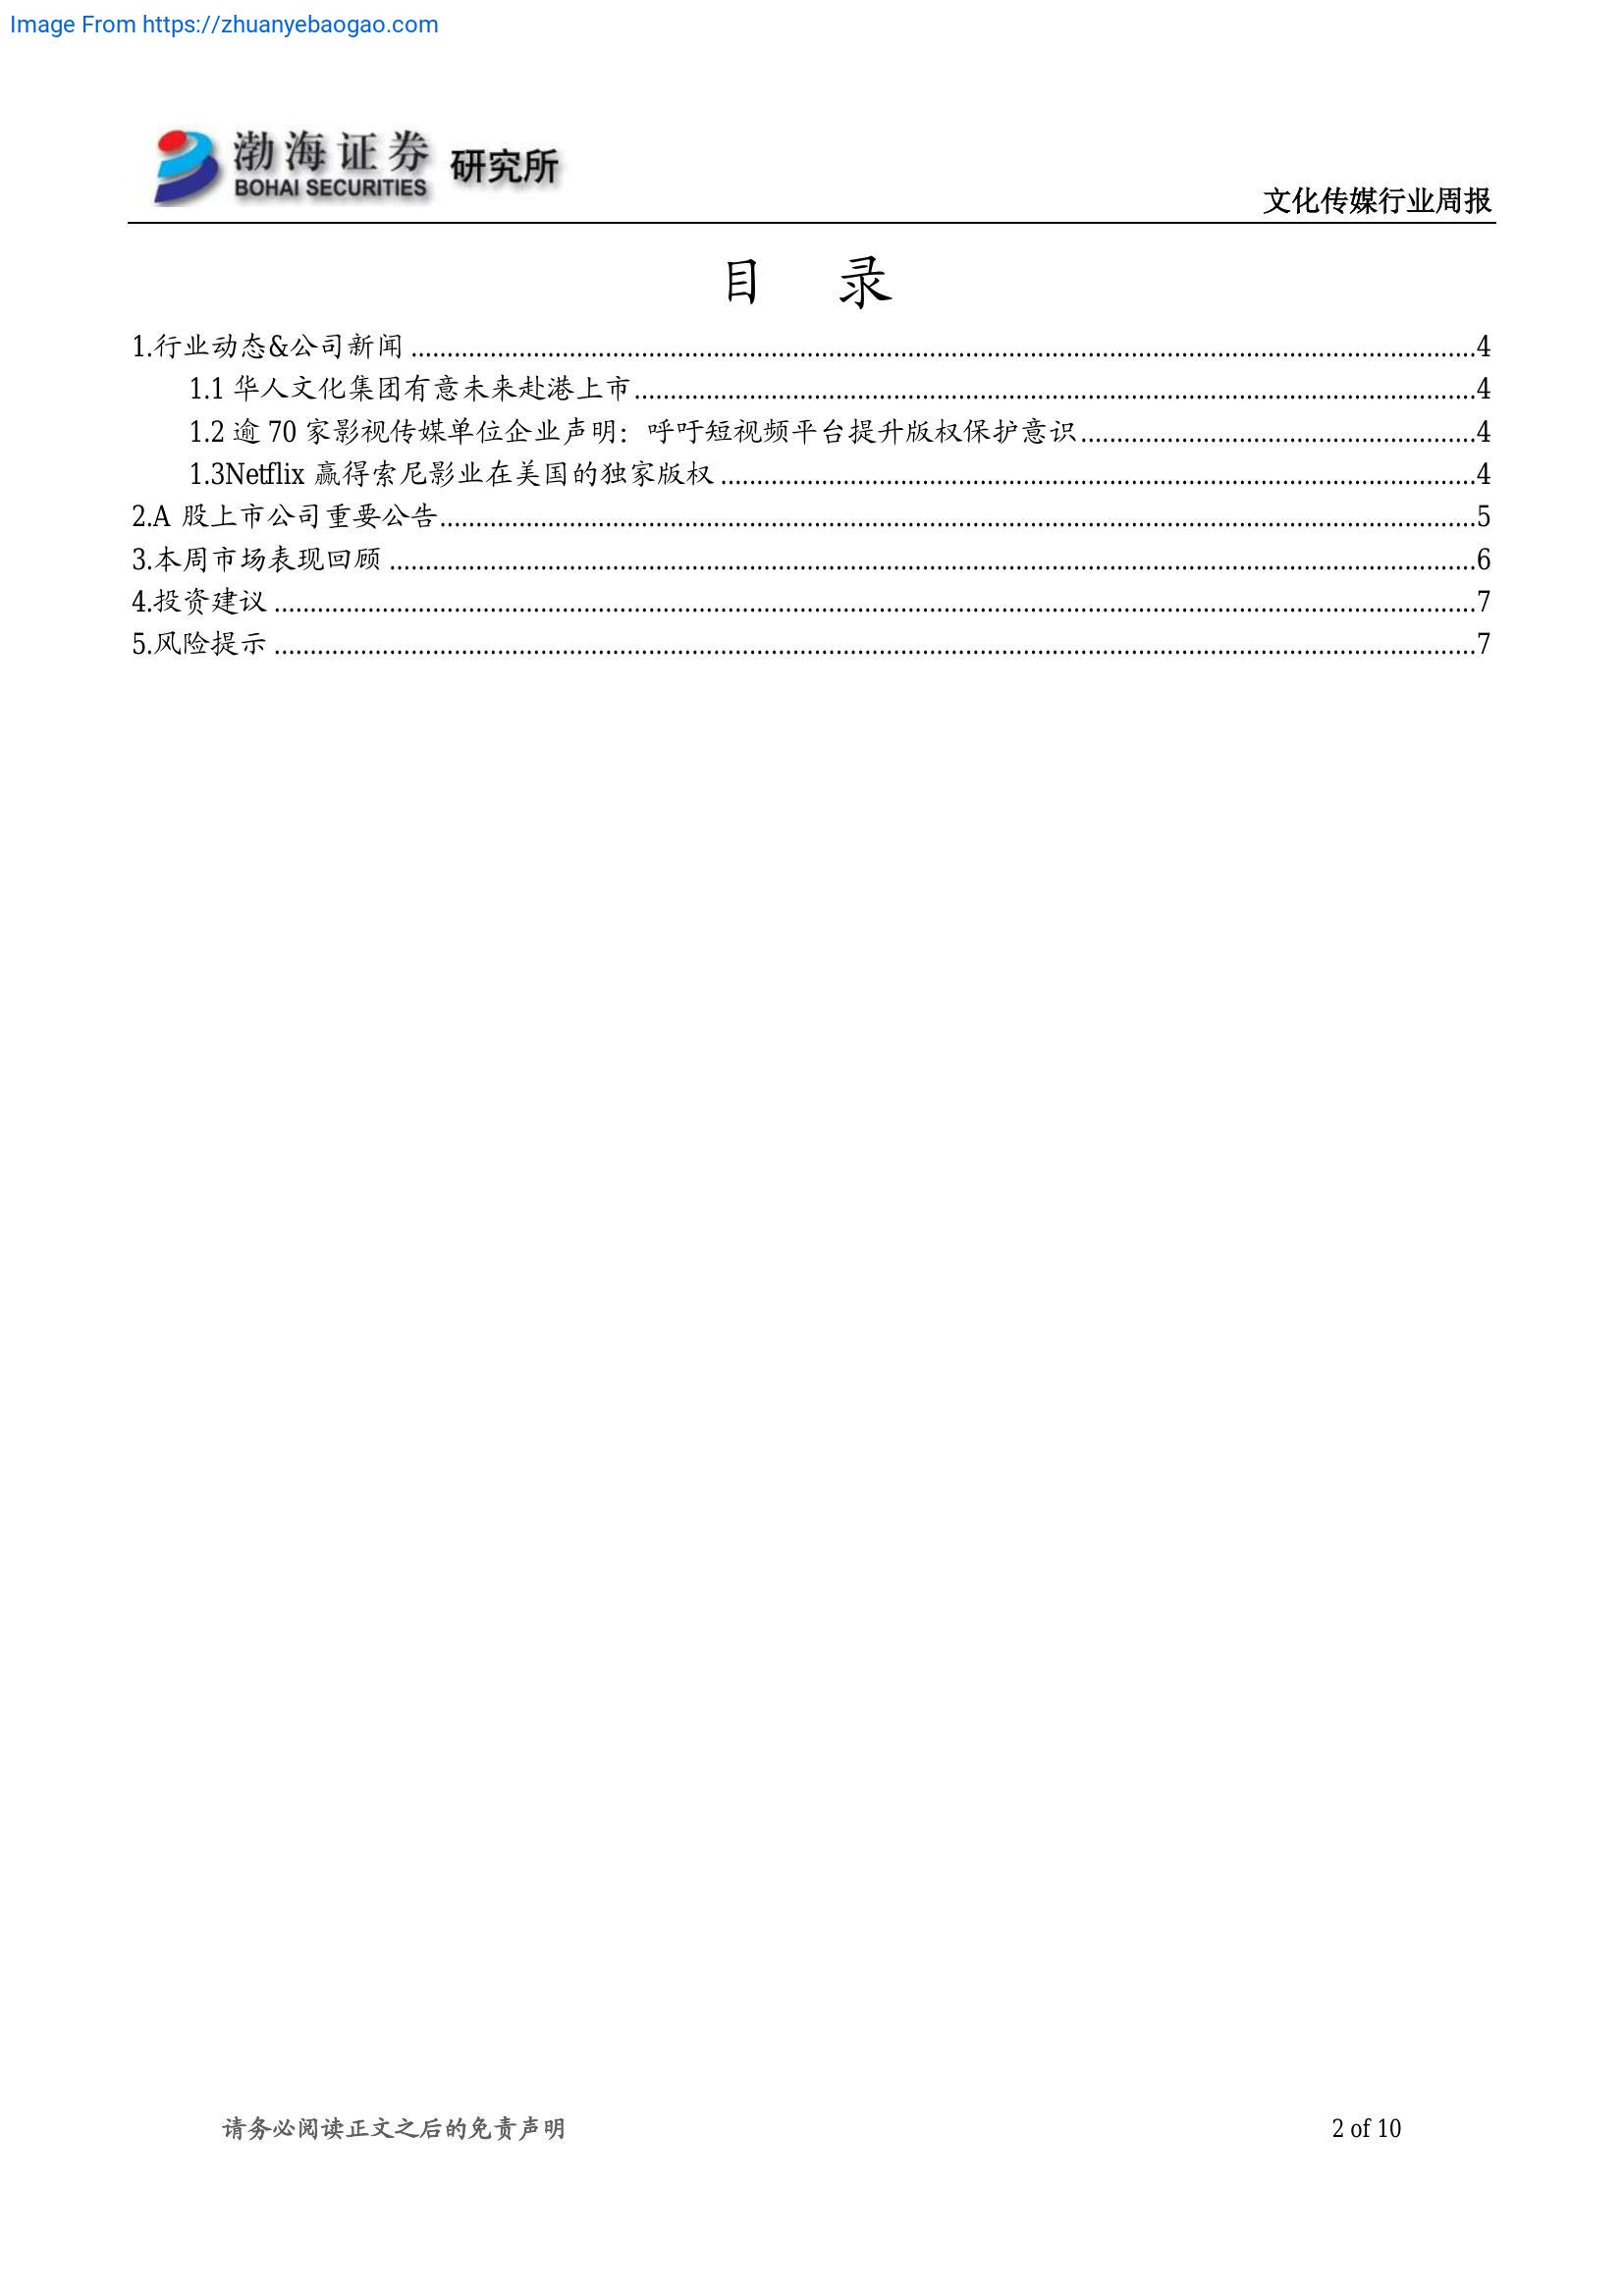 Image From https://zhuanyebaogao.com
渤海证券 研究所
BOHAI SECURITIES
文化传媒行业周报
目 录
1.行业动态&公司新闻 ........................................ 4
1.1 华人文化集团有意未来赴港上市 ........................................ 4
1.2 逾 70 家影视传媒单位企业声明：呼吁短视频平台提升版权保护意识 ........................................ 4
1.3Netflix 赢得索尼影业在美国的独家版权 ........................................ 4
2.A 股上市公司重要公告 ........................................ 5
3.本周市场表现回顾 ........................................ 6
4.投资建议 ........................................ 7
5.风险提示 ........................................ 7
请务必阅读正文之后的免责声明 2 of 10